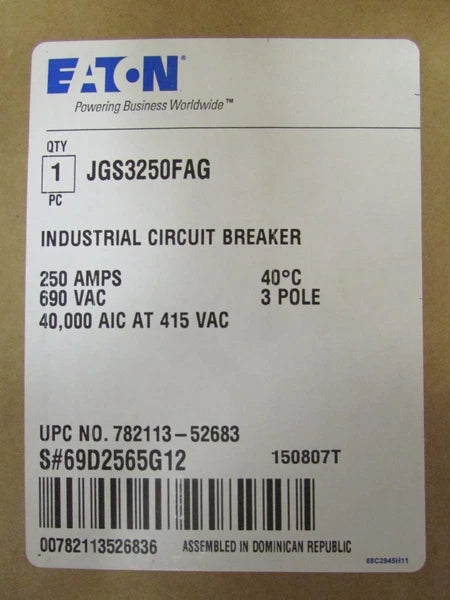 EATON®
Powering Business Worldwide™
QTY
1 JGS3250FAG
PC
INDUSTRIAL CIRCUIT BREAKER
250 AMPS 40°C
690 VAC 3 POLE
40,000 AIC AT 415 VAC
UPC NO. 782113-52683
S#69D2565G12 150807T
00782113526836 ASSEMBLED IN DOMINICAN REPUBLIC
68C2945H11